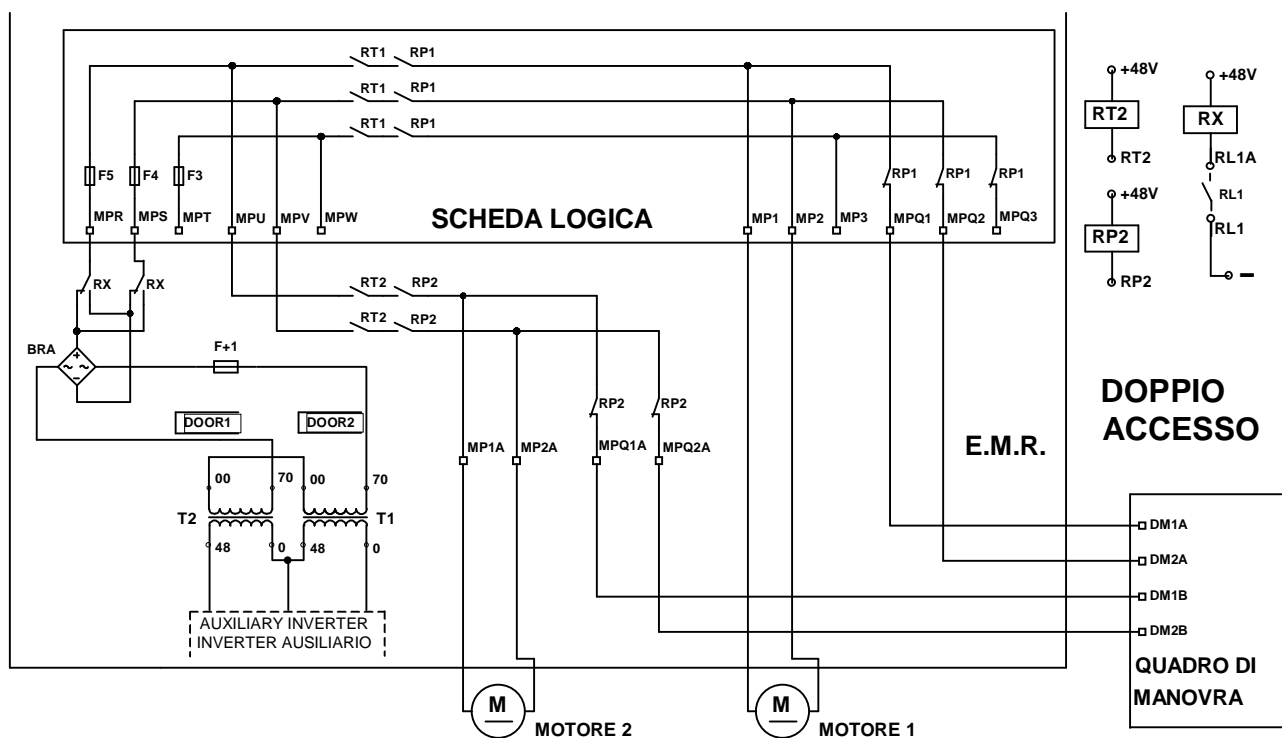 RT1 RP1
RT1 RP1
RT1 RP1
F5 F4 F3
RP1 RP1 RP1
MPR MPS MPT MPU MPV MPW
SCHEDA LOGICA
MP1 MP2 MP3 MPQ1 MPQ2 MPQ3
+48V
RT2
RT2
+48V
RP2
RP2
+48V
RX
RL1A
RL1
RL1
–
RX RX
RT2 RP2
RT2 RP2
BRA
+
~ ~
–
F+1
DOOR1 DOOR2
RP2 RP2
MP1A MP2A MPQ1A MPQ2A
E.M.R.
DOPPIO
ACCESSO
00 70 00 70
T2 T1
48 0 48 0
AUXILIARY INVERTER
INVERTER AUSILIARIO
DM1A
DM2A
DM1B
DM2B
QUADRO DI
MANOVRA
M
MOTORE 2
M
MOTORE 1